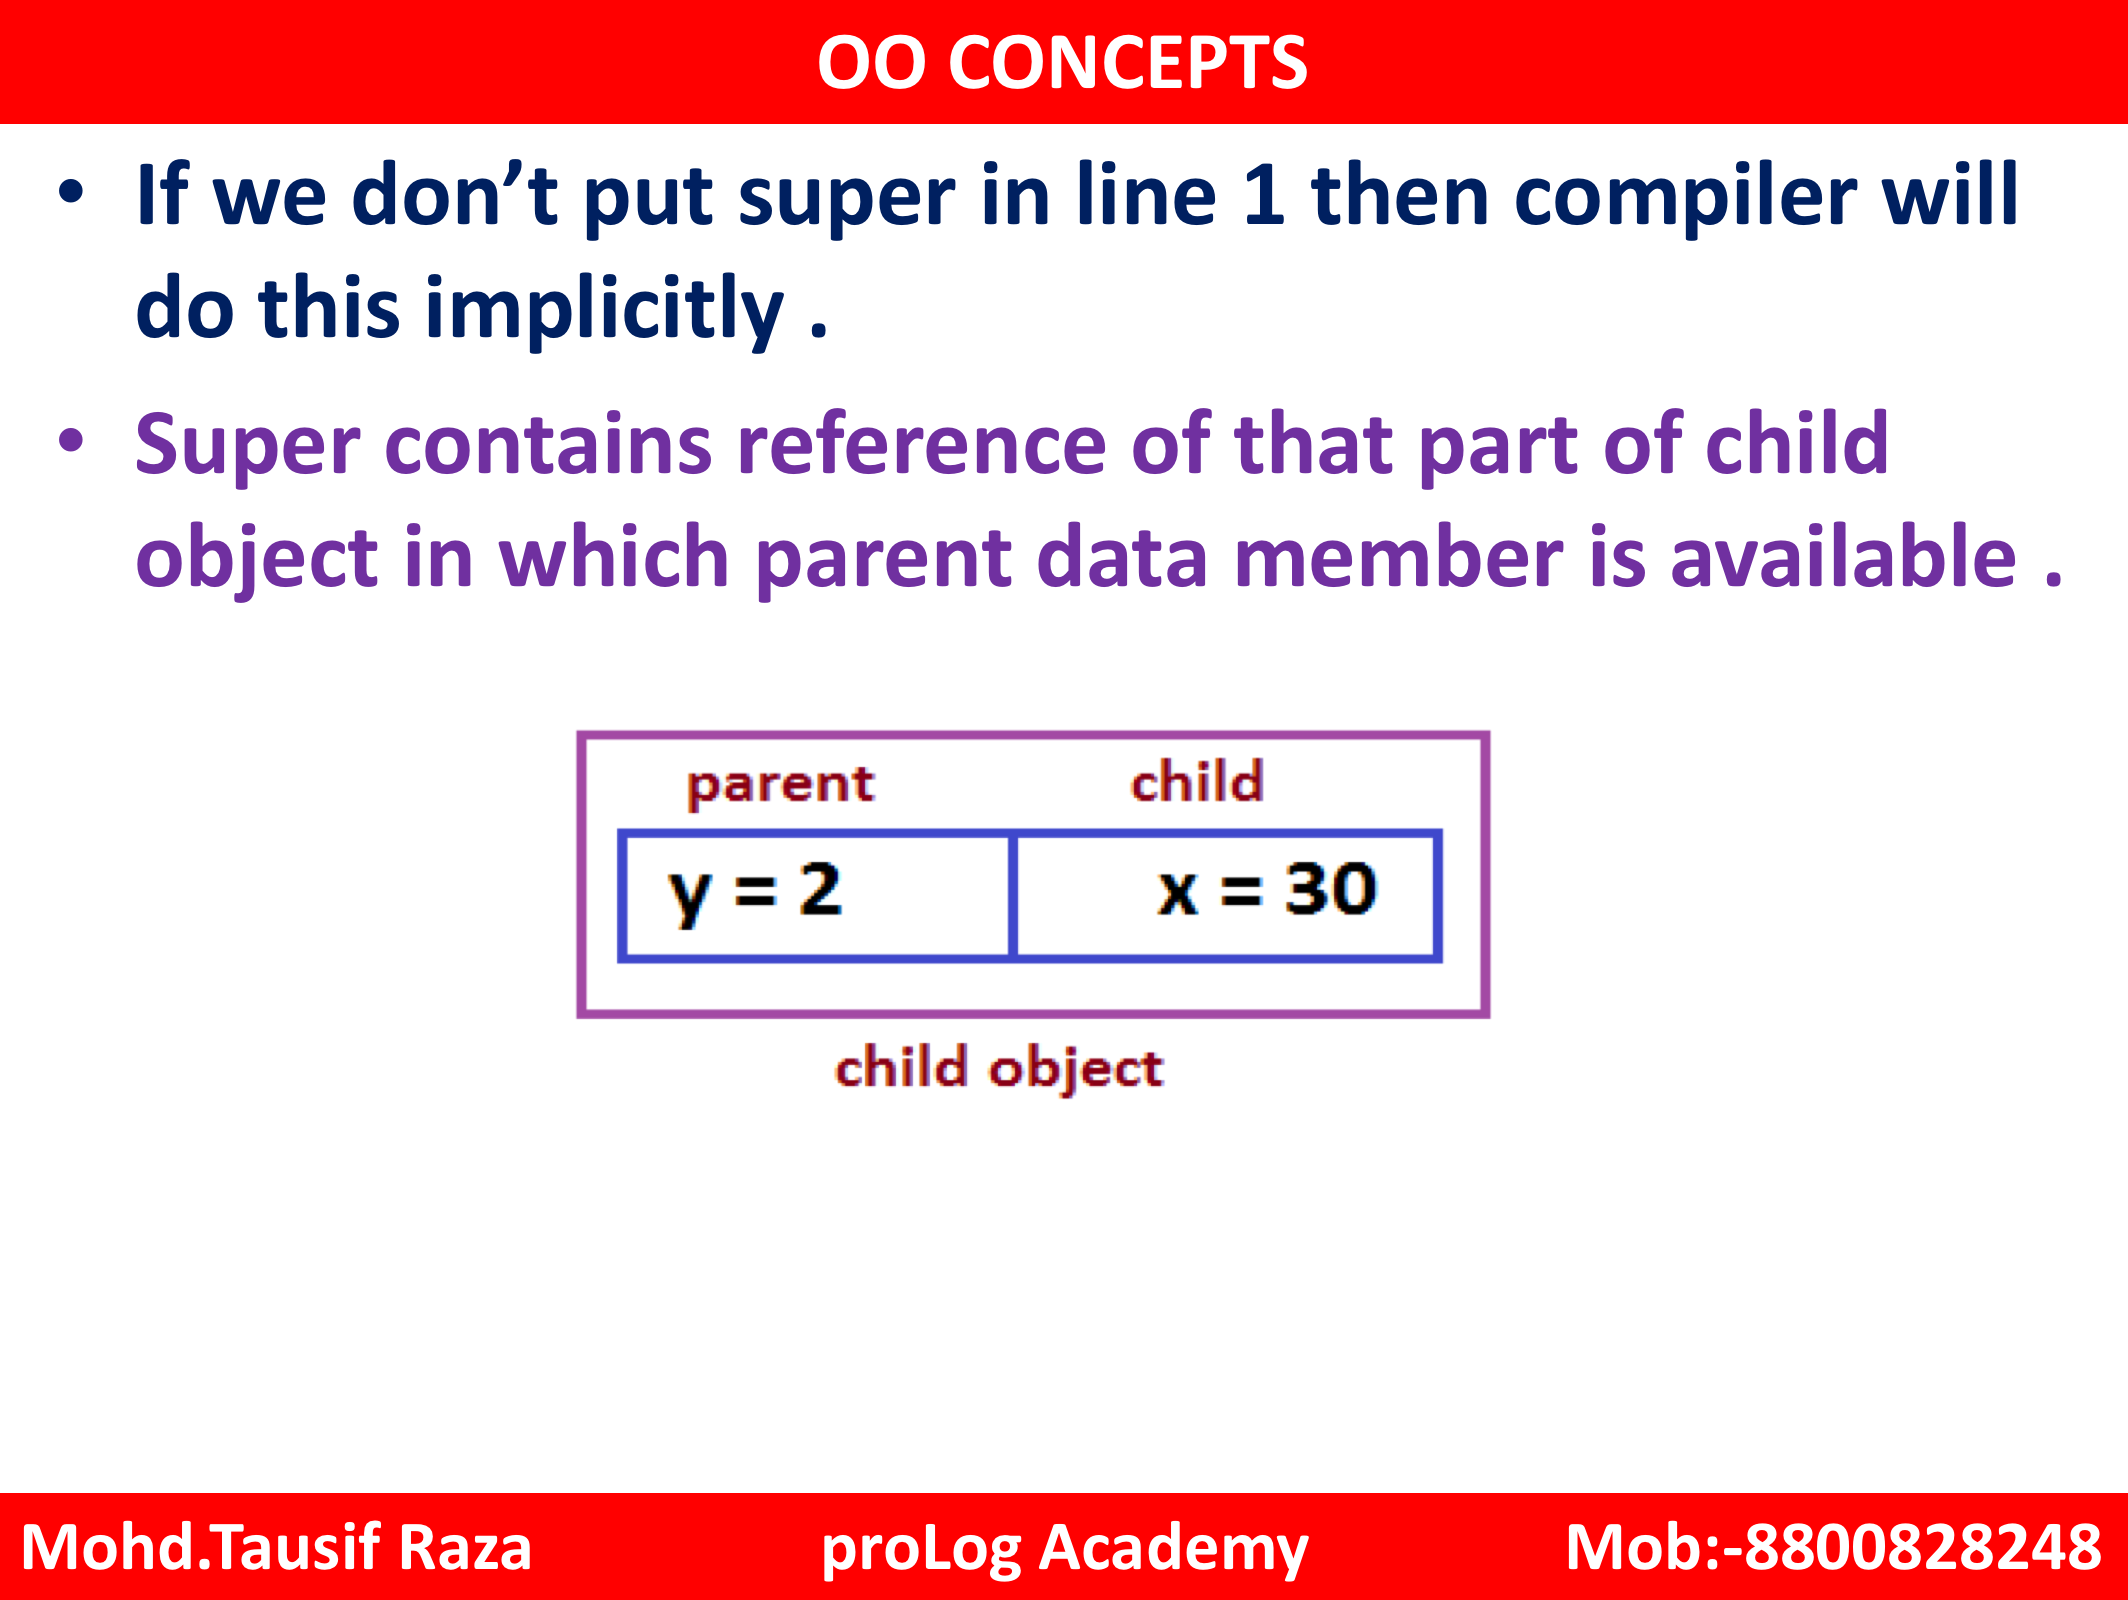 OO CONCEPTS
• If we don’t put super in line 1 then compiler will
do this implicitly .
• Super contains reference of that part of child
object in which parent data member is available .
parent child
y = 2 x = 30
child object
Mohd.Tausif Raza proLog Academy Mob:-8800828248